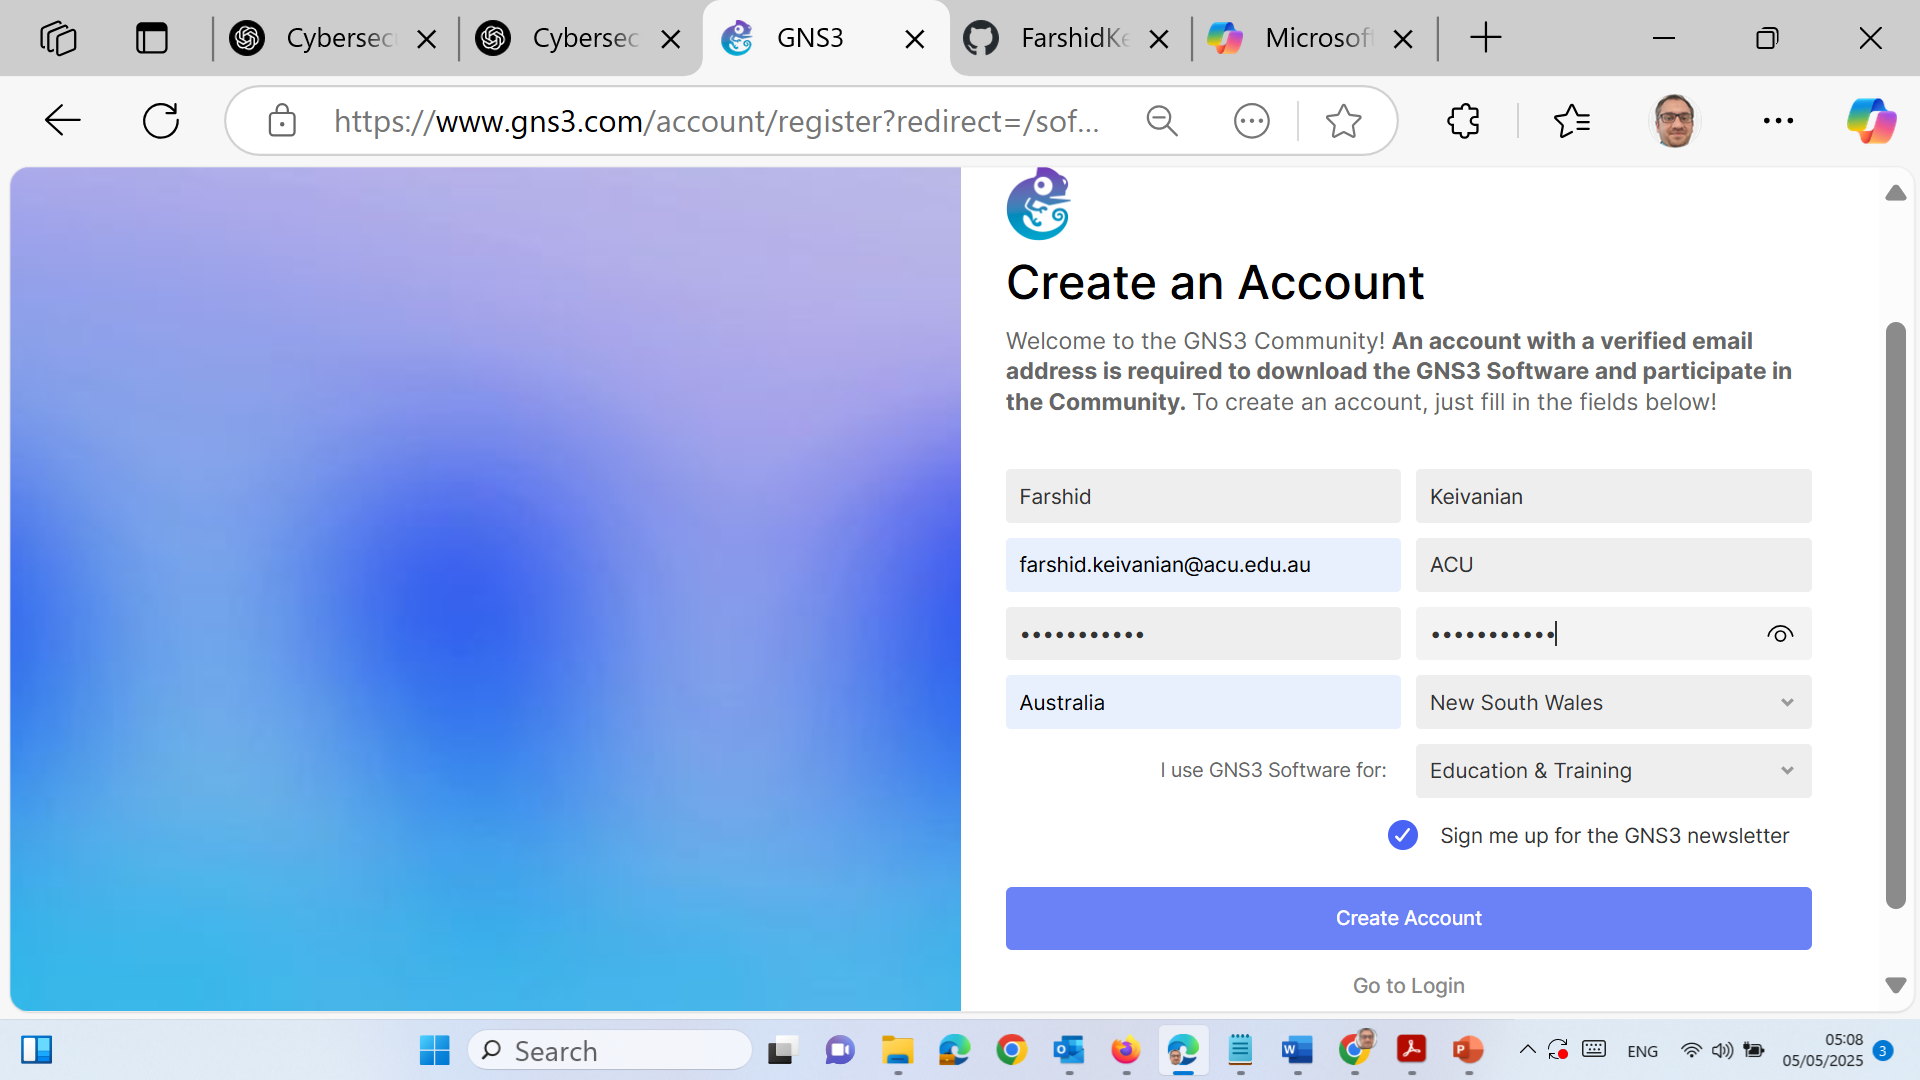 Cybersec
Cybersec
GNS3
FarshidKe
Microsoft
https://www.gns3.com/account/register?redirect=/sof...
Create an Account
Welcome to the GNS3 Community! An account with a verified email
address is required to download the GNS3 Software and participate in
the Community. To create an account, just fill in the fields below!
Farshid
Keivanian
farshid.keivanian@acu.edu.au
ACU
Australia
New South Wales
I use GNS3 Software for:
Education & Training
Sign me up for the GNS3 newsletter
Create Account
Go to Login
Search
ENG
05:08
05/05/2025
3